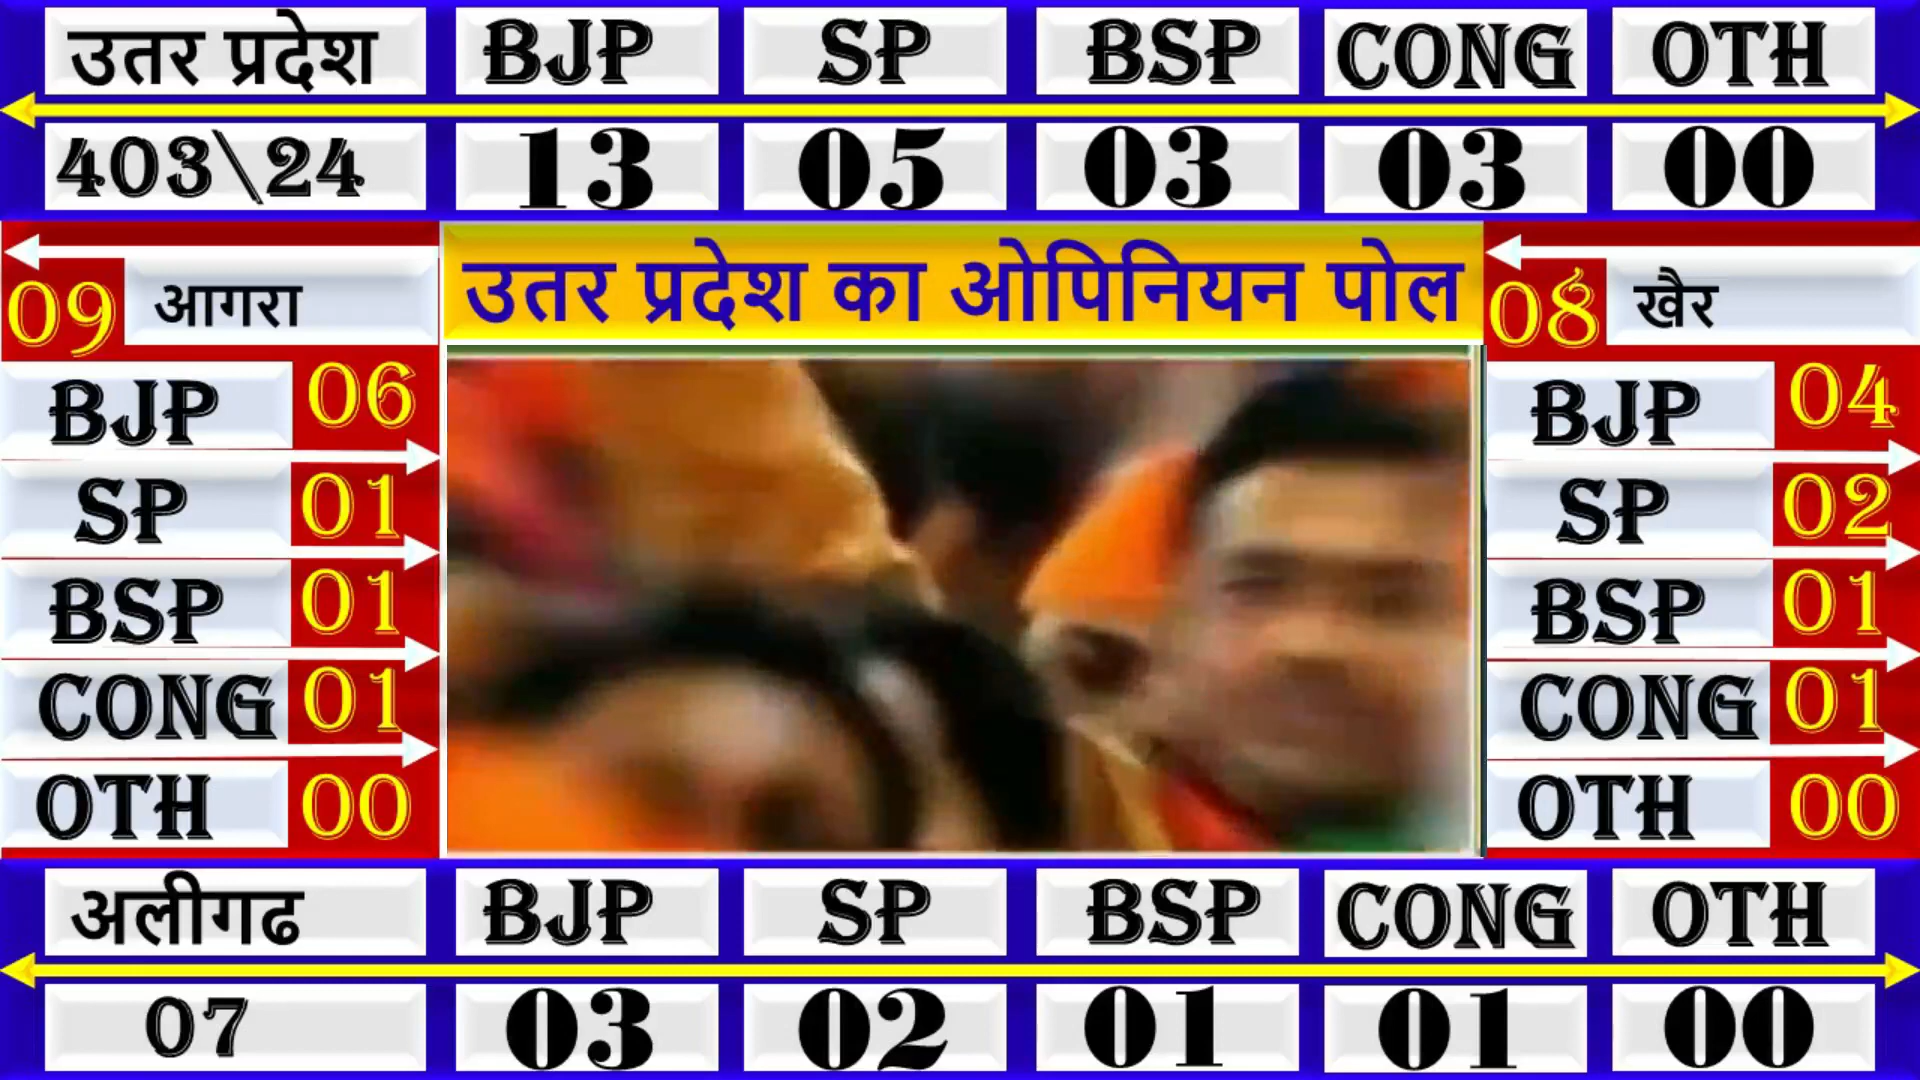 उतर प्रदेश BJP SP BSP CONG OTH
403\24 13 05 03 03 00
उतर प्रदेश का ओपिनियन पोल
09 आगरा
BJP 06
SP 01
BSP 01
CONG 01
OTH 00
08 खैर
BJP 04
SP 02
BSP 01
CONG 01
OTH 00
अलीगढ BJP SP BSP CONG OTH
07 03 02 01 01 00